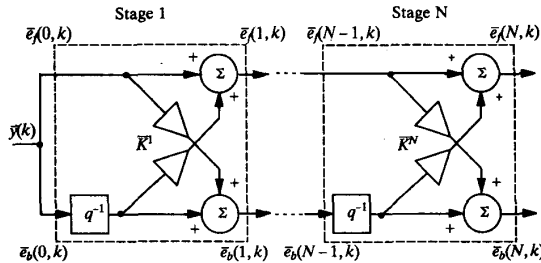 Stage 1
Stage N
ē_f(0, k)
ē_f(1, k)
ē_f(N−1, k)
ē_f(N, k)
+
Σ
+
Σ
+
+
ȳ(k)
K̄¹
K̄ᴺ
+
+
q⁻¹
+
Σ
q⁻¹
+
Σ
ē_b(0, k)
ē_b(1, k)
ē_b(N−1, k)
ē_b(N, k)